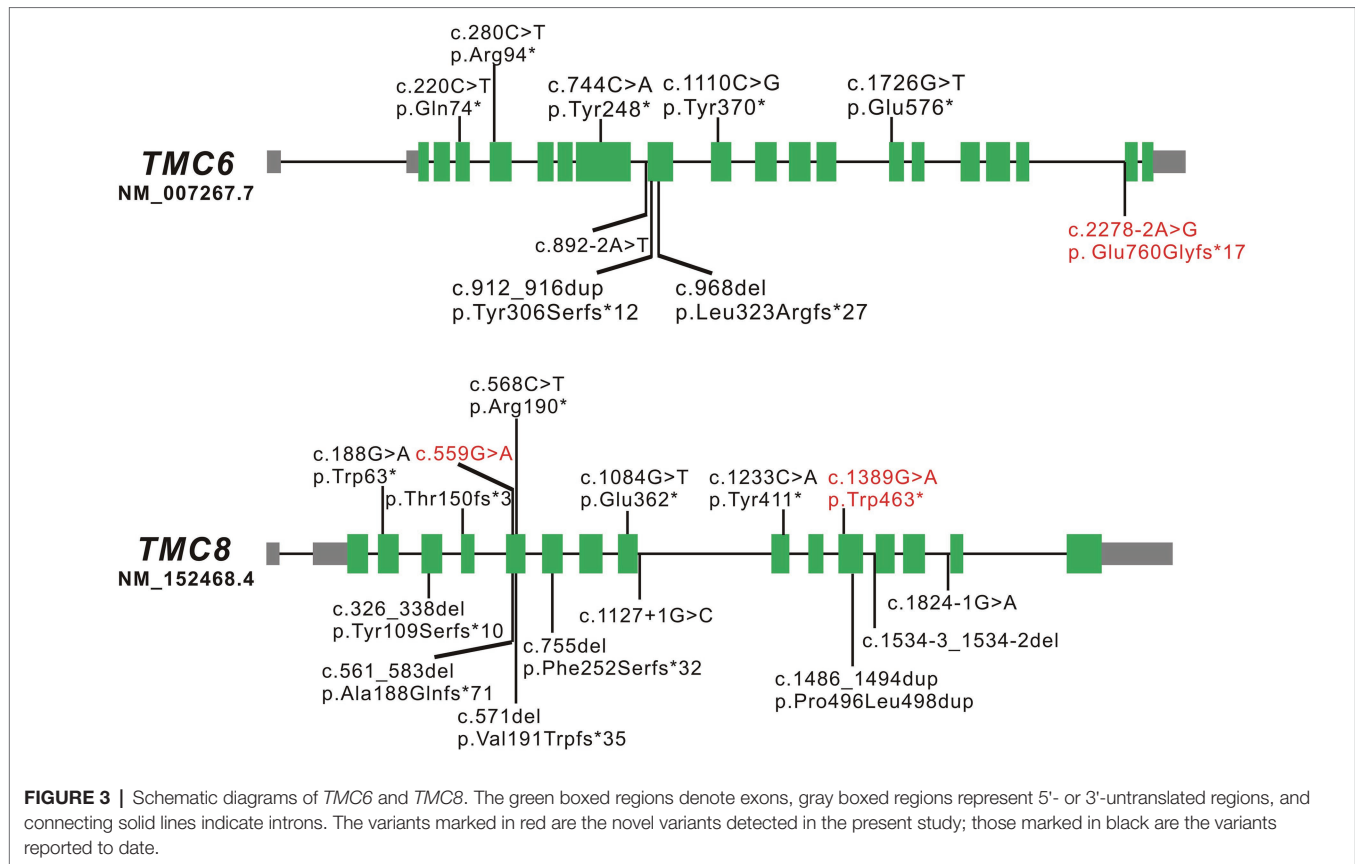 c.280C>T
p.Arg94*
c.220C>T
p.Gln74*
c.744C>A
p.Tyr248*
c.1110C>G
p.Tyr370*
c.1726G>T
p.Glu576*
TMC6
NM_007267.7
c.892-2A>T
c.912_916dup
p.Tyr306Serfs*12
c.968del
p.Leu323Argfs*27
c.2278-2A>G
p. Glu760Glyfs*17
c.568C>T
p.Arg190*
c.188G>A
p.Trp63*
c.559G>A
p.Thr150fs*3
c.1084G>T
p.Glu362*
c.1233C>A
p.Tyr411*
c.1389G>A
p.Trp463*
TMC8
NM_152468.4
c.326_338del
p.Tyr109Serfs*10
c.561_583del
p.Ala188Glnfs*71
c.571del
p.Val191Trpfs*35
c.755del
p.Phe252Serfs*32
c.1127+1G>C
c.1486_1494dup
p.Pro496Leu498dup
c.1534-3_1534-2del
c.1824-1G>A
FIGURE 3 | Schematic diagrams of TMC6 and TMC8. The green boxed regions denote exons, gray boxed regions represent 5'- or 3'-untranslated regions, and
connecting solid lines indicate introns. The variants marked in red are the novel variants detected in the present study; those marked in black are the variants
reported to date.